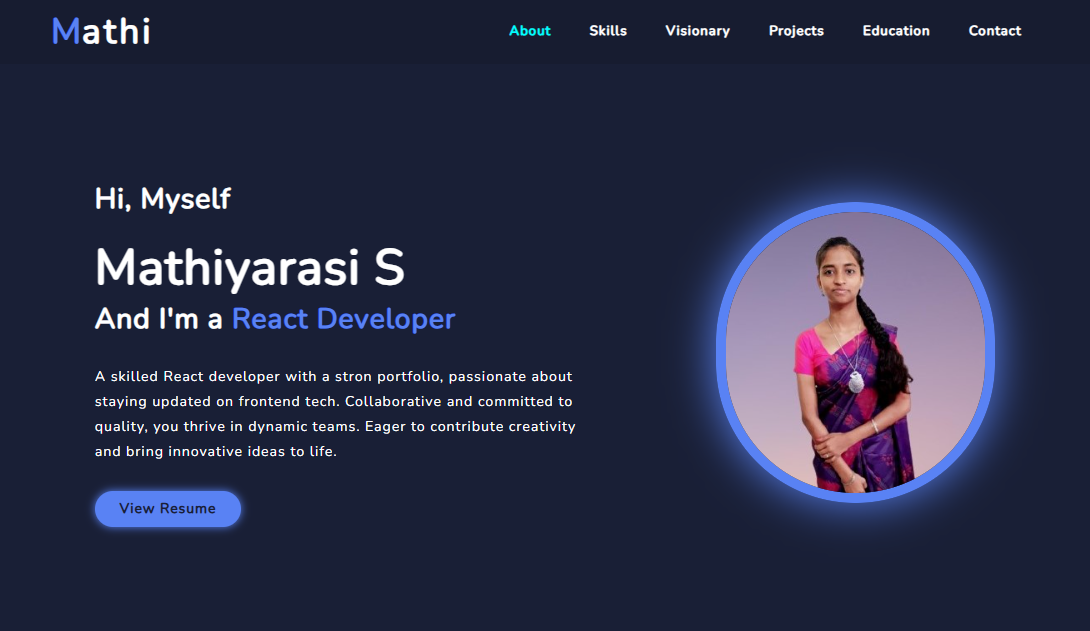 Mathi
About Skills Visionary Projects Education Contact
Hi, Myself
Mathiyarasi S
And I'm a React Developer
A skilled React developer with a stron portfolio, passionate about
staying updated on frontend tech. Collaborative and committed to
quality, you thrive in dynamic teams. Eager to contribute creativity
and bring innovative ideas to life.
View Resume